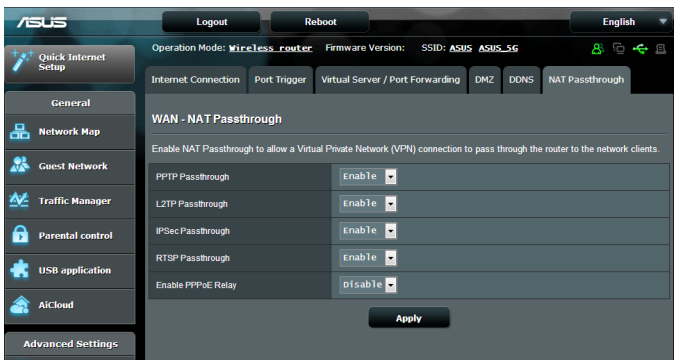 ASUS
Logout
Reboot
English
Operation Mode: Wireless router Firmware Version: SSID: ASUS ASUS_5G
Quick Internet
Setup
General
Network Map
Guest Network
Traffic Manager
Parental control
USB application
AiCloud
Advanced Settings
Internet Connection
Port Trigger
Virtual Server / Port Forwarding
DMZ
DDNS
NAT Passthrough
WAN - NAT Passthrough
Enable NAT Passthrough to allow a Virtual Private Network (VPN) connection to pass through the router to the network clients.
PPTP Passthrough Enable
L2TP Passthrough Enable
IPSec Passthrough Enable
RTSP Passthrough Enable
Enable PPPoE Relay Disable
Apply